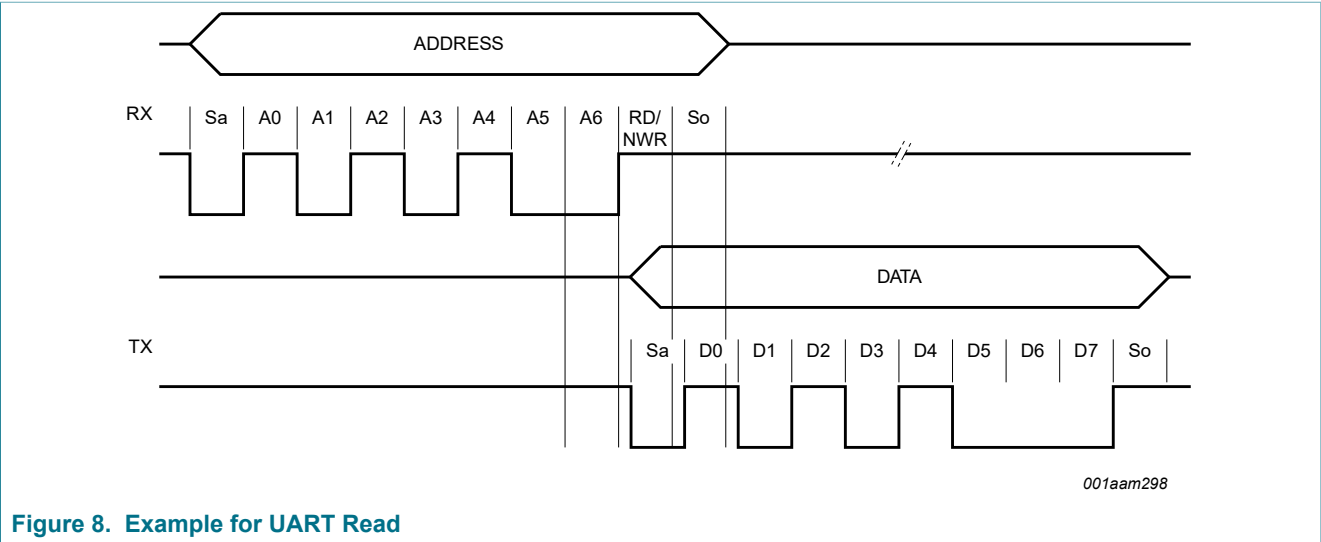 ADDRESS
RX
Sa A0 A1 A2 A3 A4 A5 A6 RD/ So
NWR
DATA
TX
Sa D0 D1 D2 D3 D4 D5 D6 D7 So
001aam298
Figure 8. Example for UART Read